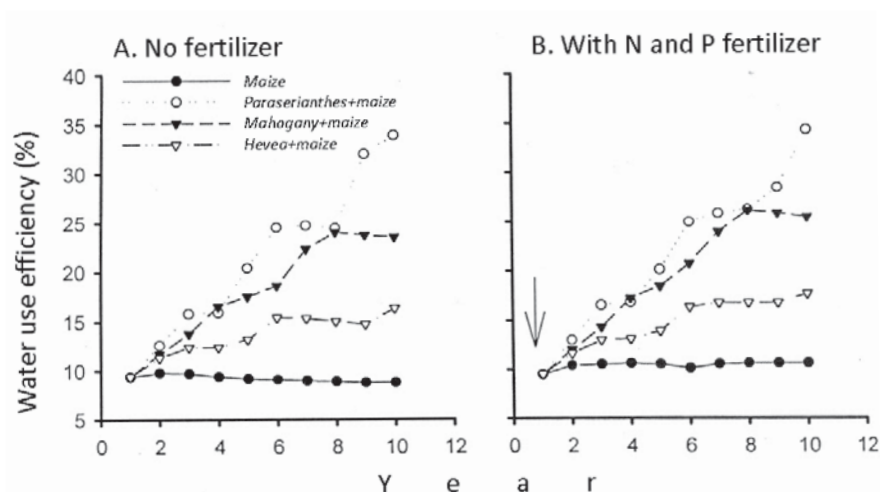 A. No fertilizer
B. With N and P fertilizer
Water use efficiency (%)
40
35
30
25
20
15
10
5
Maize
Paraserianthes+maize
Mahogany+maize
Hevea+maize
0 2 4 6 8 10 12
0 2 4 6 8 10 12
Y e a r